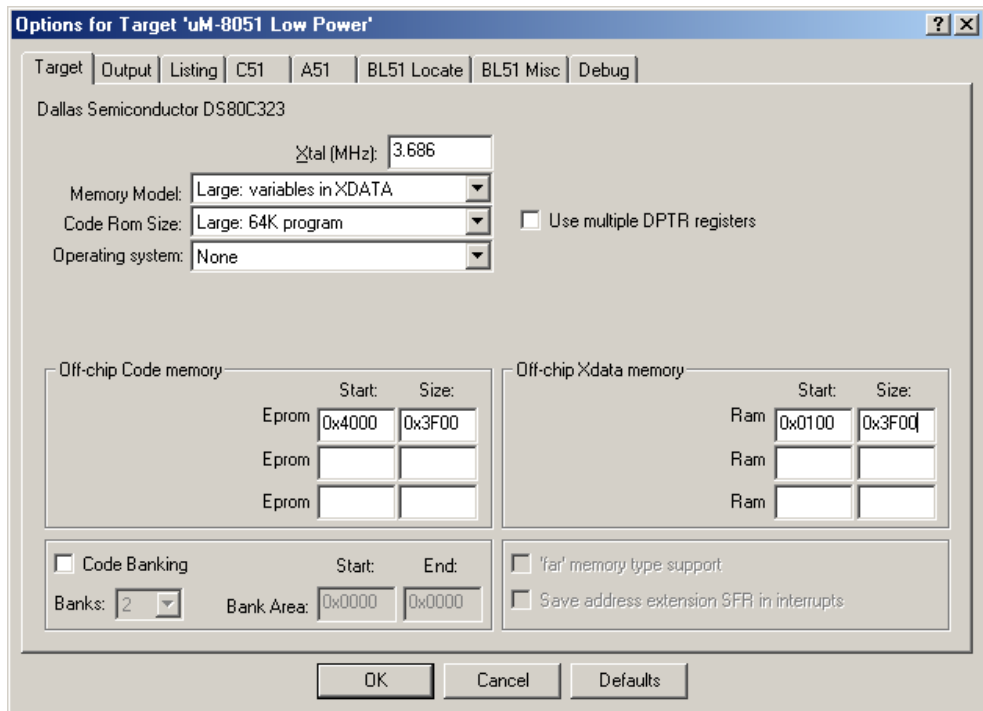 Options for Target 'uM-8051 Low Power'
Target Output Listing C51 A51 BL51 Locate BL51 Misc Debug
Dallas Semiconductor DS80C323
Xtal (MHz): 3.686
Memory Model: Large: variables in XDATA
Code Rom Size: Large: 64K program
Use multiple DPTR registers
Operating system: None
Off-chip Code memory
Start: Size:
Eprom 0x4000 0x3F00
Eprom
Eprom
Off-chip Xdata memory
Start: Size:
Ram 0x0100 0x3F00
Ram
Ram
Code Banking Start: End:
Banks: 2 Bank Area: 0x0000 0x0000
'far' memory type support
Save address extension SFR in interrupts
OK Cancel Defaults